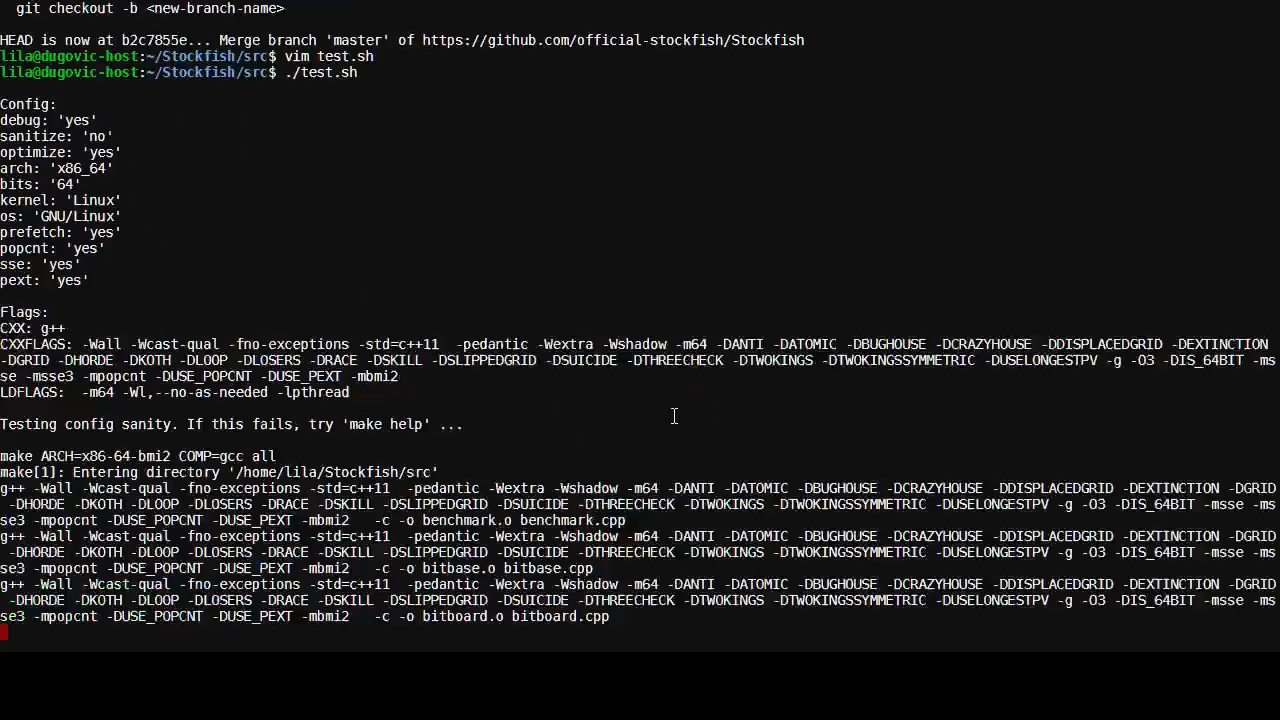 git checkout -b <new-branch-name>

HEAD is now at b2c7855e... Merge branch 'master' of https://github.com/official-stockfish/Stockfish
lila@dugovic-host:~/Stockfish/src$ vim test.sh
lila@dugovic-host:~/Stockfish/src$ ./test.sh

Config:
debug: 'yes'
sanitize: 'no'
optimize: 'yes'
arch: 'x86_64'
bits: '64'
kernel: 'Linux'
os: 'GNU/Linux'
prefetch: 'yes'
popcnt: 'yes'
sse: 'yes'
pext: 'yes'

Flags:
CXX: g++
CXXFLAGS: -Wall -Wcast-qual -fno-exceptions -std=c++11  -pedantic -Wextra -Wshadow -m64 -DANTI -DATOMIC -DBUGHOUSE -DCRAZYHOUSE -DDISPLACEDGRID -DEXTINCTION
-DGRID -DHORDE -DKOTH -DLOOP -DLOSERS -DRACE -DSKILL -DSLIPPEDGRID -DSUICIDE -DTHREECHECK -DTWOKINGS -DTWOKINGSSYMMETRIC -DUSELONGESTPV -g -O3 -DIS_64BIT -ms
se -msse3 -mpopcnt -DUSE_POPCNT -DUSE_PEXT -mbmi2
LDFLAGS:  -m64 -Wl,--no-as-needed -lpthread

Testing config sanity. If this fails, try 'make help' ...

make ARCH=x86-64-bmi2 COMP=gcc all
make[1]: Entering directory '/home/lila/Stockfish/src'
g++ -Wall -Wcast-qual -fno-exceptions -std=c++11  -pedantic -Wextra -Wshadow -m64 -DANTI -DATOMIC -DBUGHOUSE -DCRAZYHOUSE -DDISPLACEDGRID -DEXTINCTION -DGRID
 -DHORDE -DKOTH -DLOOP -DLOSERS -DRACE -DSKILL -DSLIPPEDGRID -DSUICIDE -DTHREECHECK -DTWOKINGS -DTWOKINGSSYMMETRIC -DUSELONGESTPV -g -O3 -DIS_64BIT -msse -ms
se3 -mpopcnt -DUSE_POPCNT -DUSE_PEXT -mbmi2   -c -o benchmark.o benchmark.cpp
g++ -Wall -Wcast-qual -fno-exceptions -std=c++11  -pedantic -Wextra -Wshadow -m64 -DANTI -DATOMIC -DBUGHOUSE -DCRAZYHOUSE -DDISPLACEDGRID -DEXTINCTION -DGRID
 -DHORDE -DKOTH -DLOOP -DLOSERS -DRACE -DSKILL -DSLIPPEDGRID -DSUICIDE -DTHREECHECK -DTWOKINGS -DTWOKINGSSYMMETRIC -DUSELONGESTPV -g -O3 -DIS_64BIT -msse -ms
se3 -mpopcnt -DUSE_POPCNT -DUSE_PEXT -mbmi2   -c -o bitbase.o bitbase.cpp
g++ -Wall -Wcast-qual -fno-exceptions -std=c++11  -pedantic -Wextra -Wshadow -m64 -DANTI -DATOMIC -DBUGHOUSE -DCRAZYHOUSE -DDISPLACEDGRID -DEXTINCTION -DGRID
 -DHORDE -DKOTH -DLOOP -DLOSERS -DRACE -DSKILL -DSLIPPEDGRID -DSUICIDE -DTHREECHECK -DTWOKINGS -DTWOKINGSSYMMETRIC -DUSELONGESTPV -g -O3 -DIS_64BIT -msse -ms
se3 -mpopcnt -DUSE_POPCNT -DUSE_PEXT -mbmi2   -c -o bitboard.o bitboard.cpp